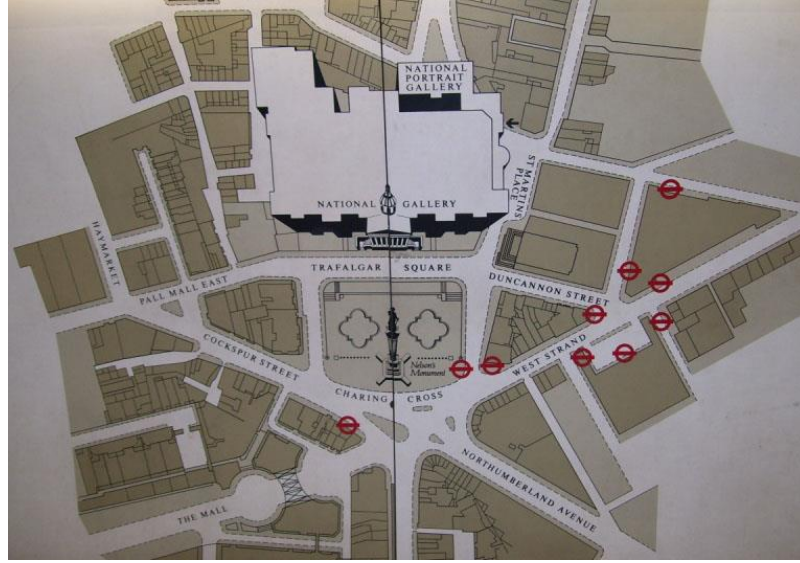 NATIONAL
PORTRAIT
GALLERY
ST MARTINS
PLACE
NATIONAL GALLERY
HAYMARKET
TRAFALGAR SQUARE
PALL MALL EAST
DUNCANNON STREET
COCKSPUR STREET
WEST STRAND
Nelson's
Monument
CHARING CROSS
NORTHUMBERLAND AVENUE
THE MALL